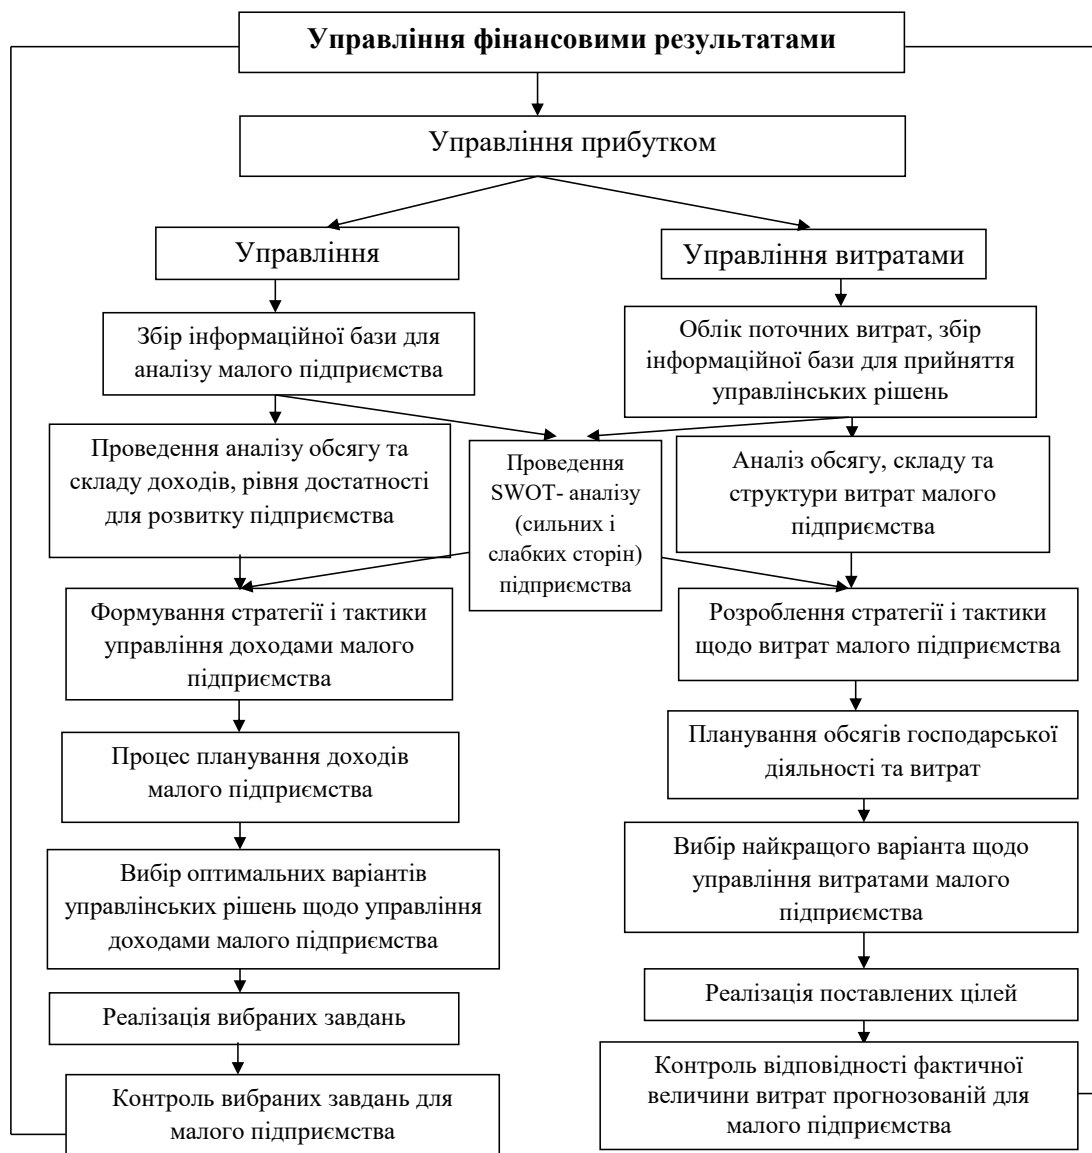 Управління фінансовими результатами
Управління прибутком
Управління
Управління витратами
Збір інформаційної бази для
аналізу малого підприємства
Облік поточних витрат, збір
інформаційної бази для прийняття
управлінських рішень
Проведення аналізу обсягу та
складу доходів, рівня достатності
для розвитку підприємства
Проведення
SWOT- аналізу
(сильних і
слабких сторін)
підприємства
Аналіз обсягу, складу та
структури витрат малого
підприємства
Формування стратегії і тактики
управління доходами малого
підприємства
Розроблення стратегії і тактики
щодо витрат малого підприємства
Процес планування доходів
малого підприємства
Планування обсягів господарської
діяльності та витрат
Вибір оптимальних варіантів
управлінських рішень щодо управління
доходами малого підприємства
Вибір найкращого варіанта щодо
управління витратами малого
підприємства
Реалізація вибраних завдань
Реалізація поставлених цілей
Контроль вибраних завдань для
малого підприємства
Контроль відповідності фактичної
величини витрат прогнозованій для
малого підприємства